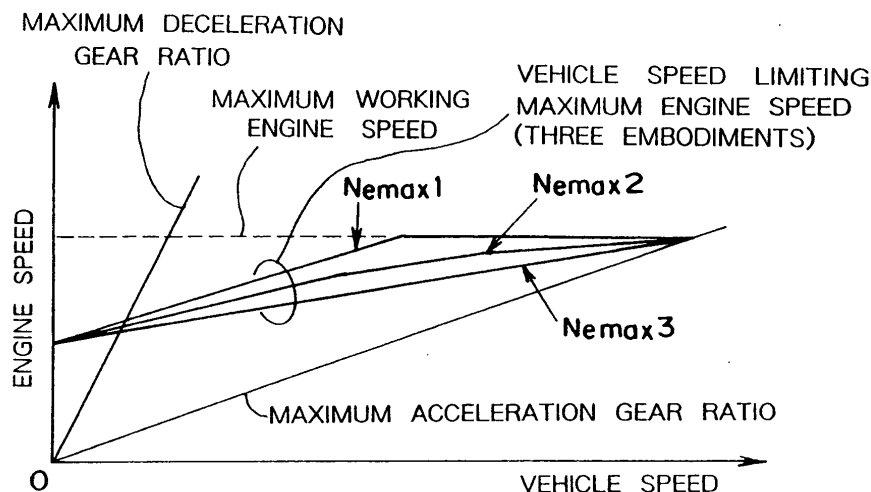 MAXIMUM DECELERATION
GEAR RATIO
MAXIMUM WORKING
ENGINE SPEED
VEHICLE SPEED LIMITING
MAXIMUM ENGINE SPEED
(THREE EMBODIMENTS)
Nemax1
Nemax2
Nemax3
ENGINE SPEED
MAXIMUM ACCELERATION GEAR RATIO
O
VEHICLE SPEED